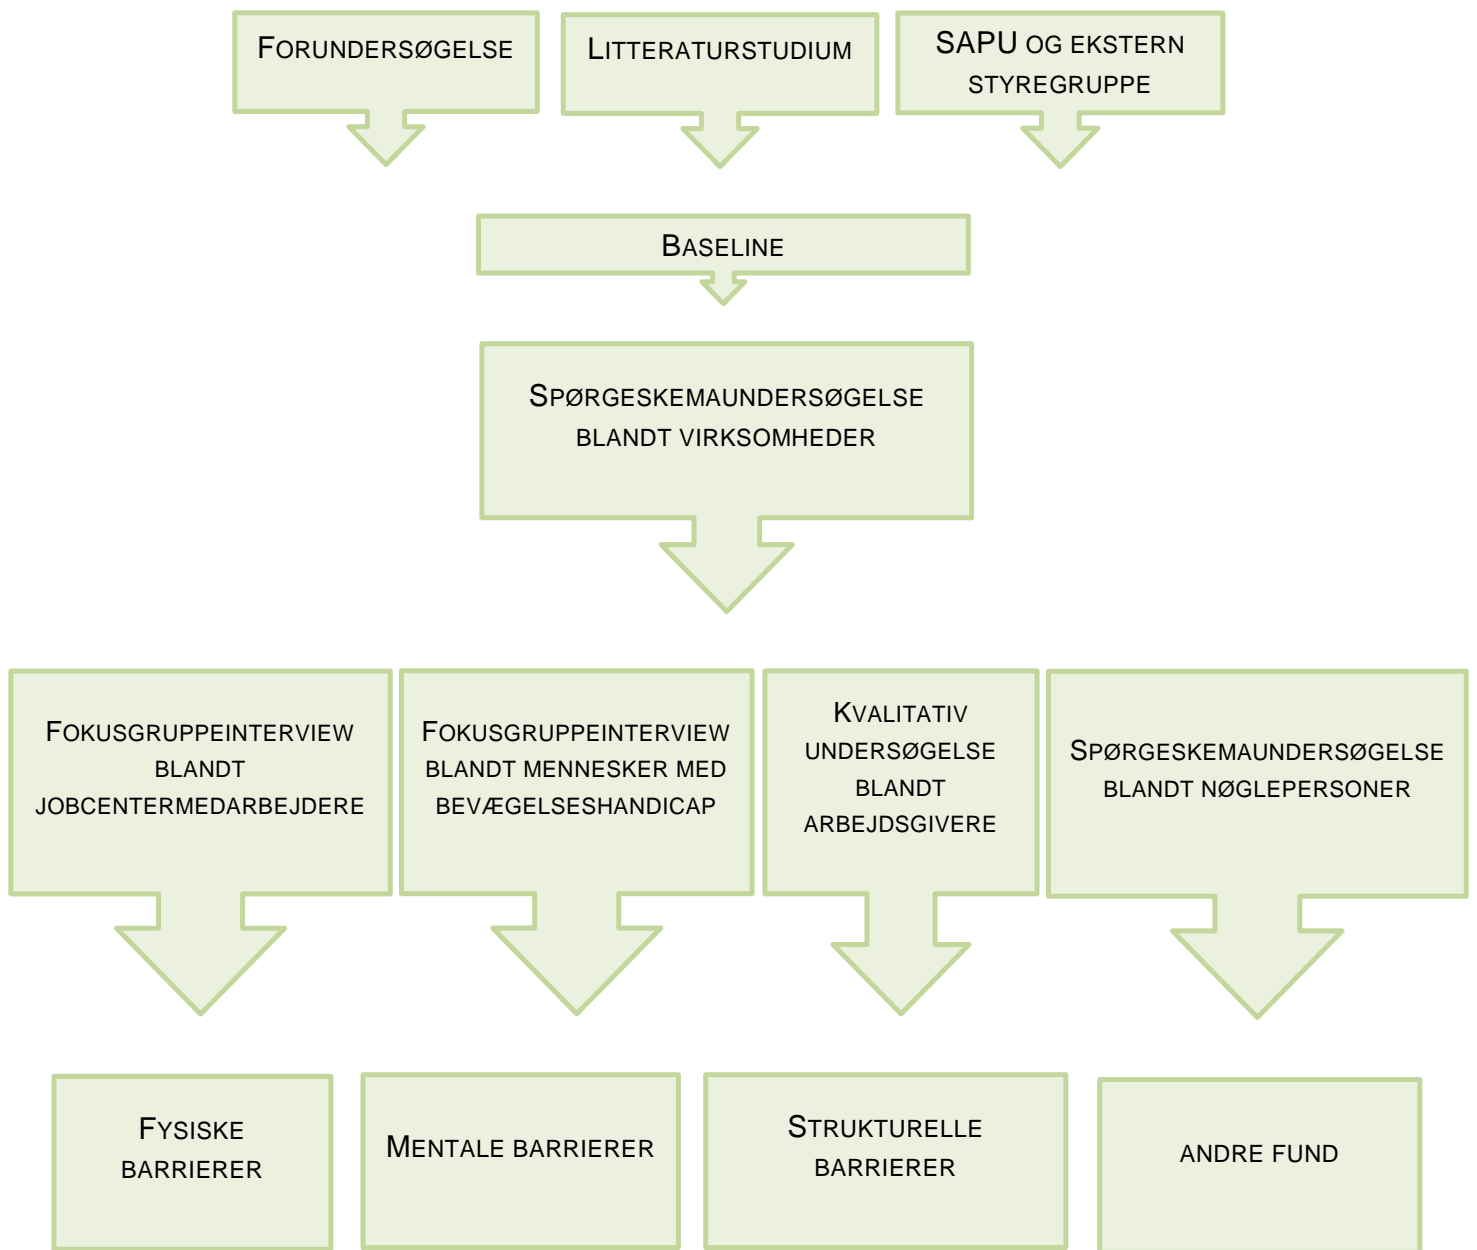 FORUNDERSØGELSE
LITTERATURSTUDIUM
SAPU OG EKSTERN
STYREGRUPPE
BASELINE
SPØRGESKEMAUNDERSØGELSE
BLANDT VIRKSOMHEDER
FOKUSGRUPPEINTERVIEW
BLANDT
JOBCENTERMEDARBEJDERE
FOKUSGRUPPEINTERVIEW
BLANDT MENNESKER MED
BEVÆGELSESHANDICAP
KVALITATIV
UNDERSØGELSE
BLANDT
ARBEJDSGIVERE
SPØRGESKEMAUNDERSØGELSE
BLANDT NØGLEPERSONER
FYSISKE
BARRIERER
MENTALE BARRIERER
STRUKTURELLE
BARRIERER
ANDRE FUND